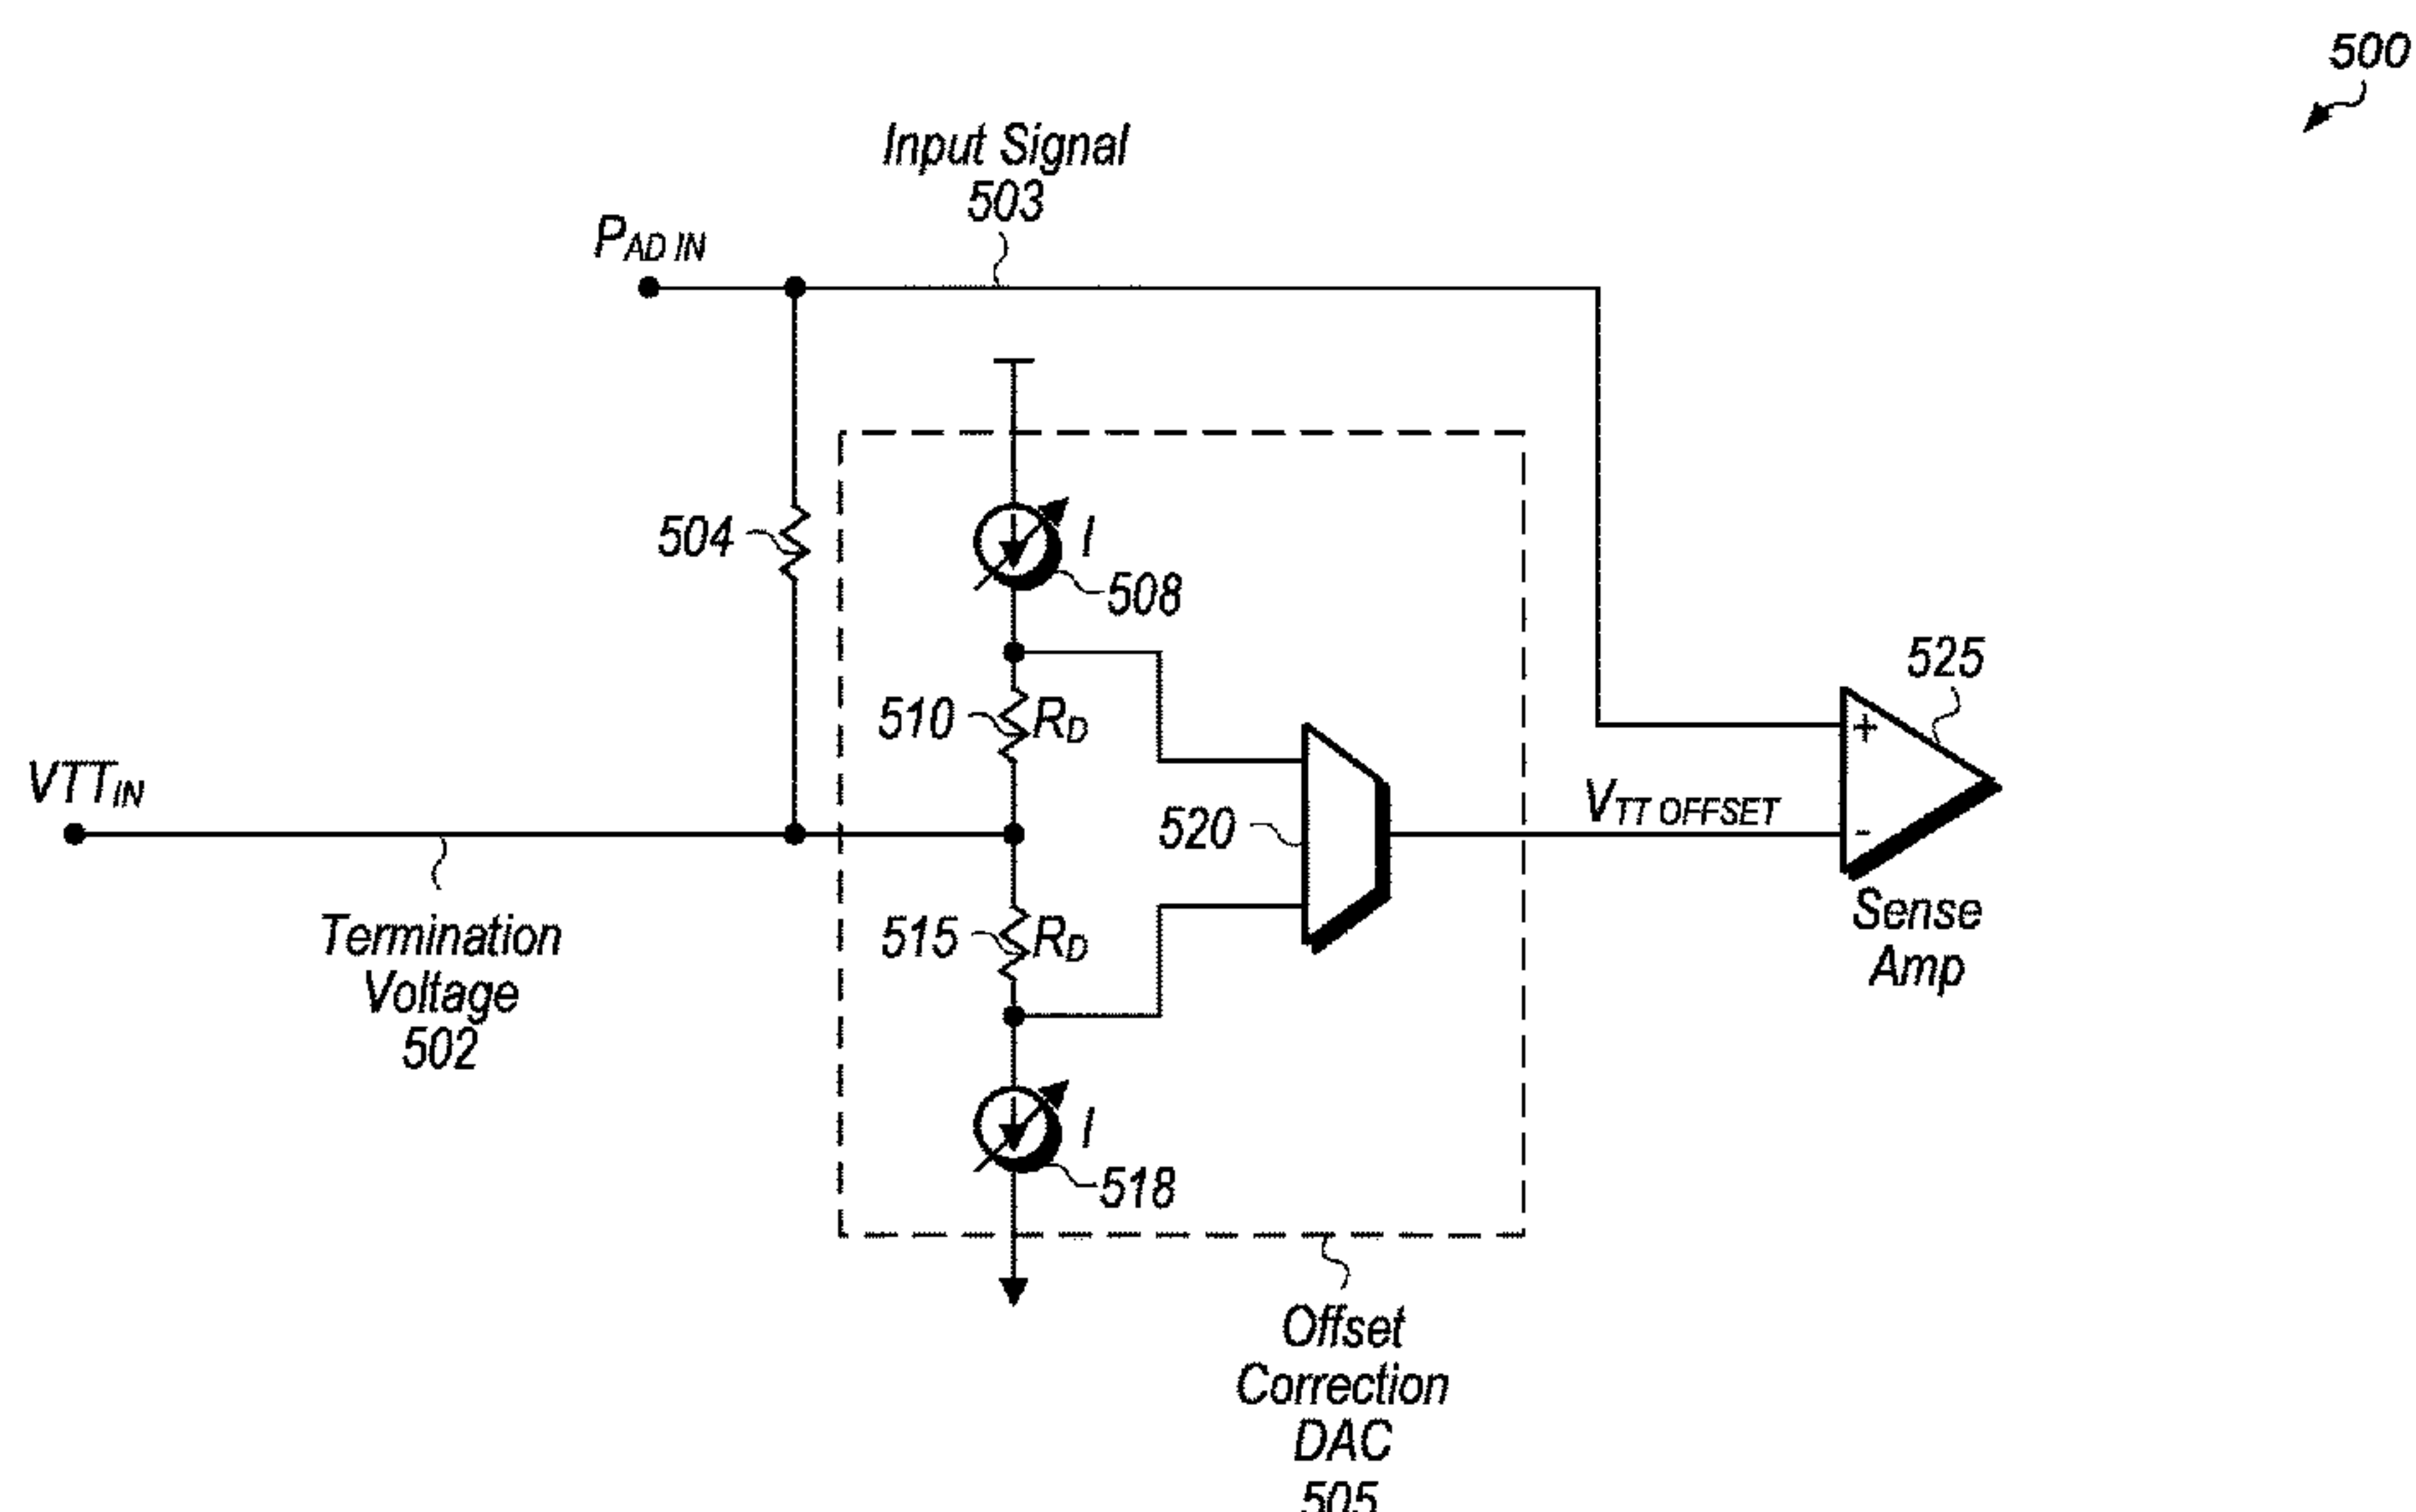 500
Input Signal
503
PAD IN
504
I
508
510
RD
525
+
VTTIN
520
VTT OFFSET
-
515
RD
Termination
Voltage
502
Sense
Amp
I
518
Offset
Correction
DAC
505